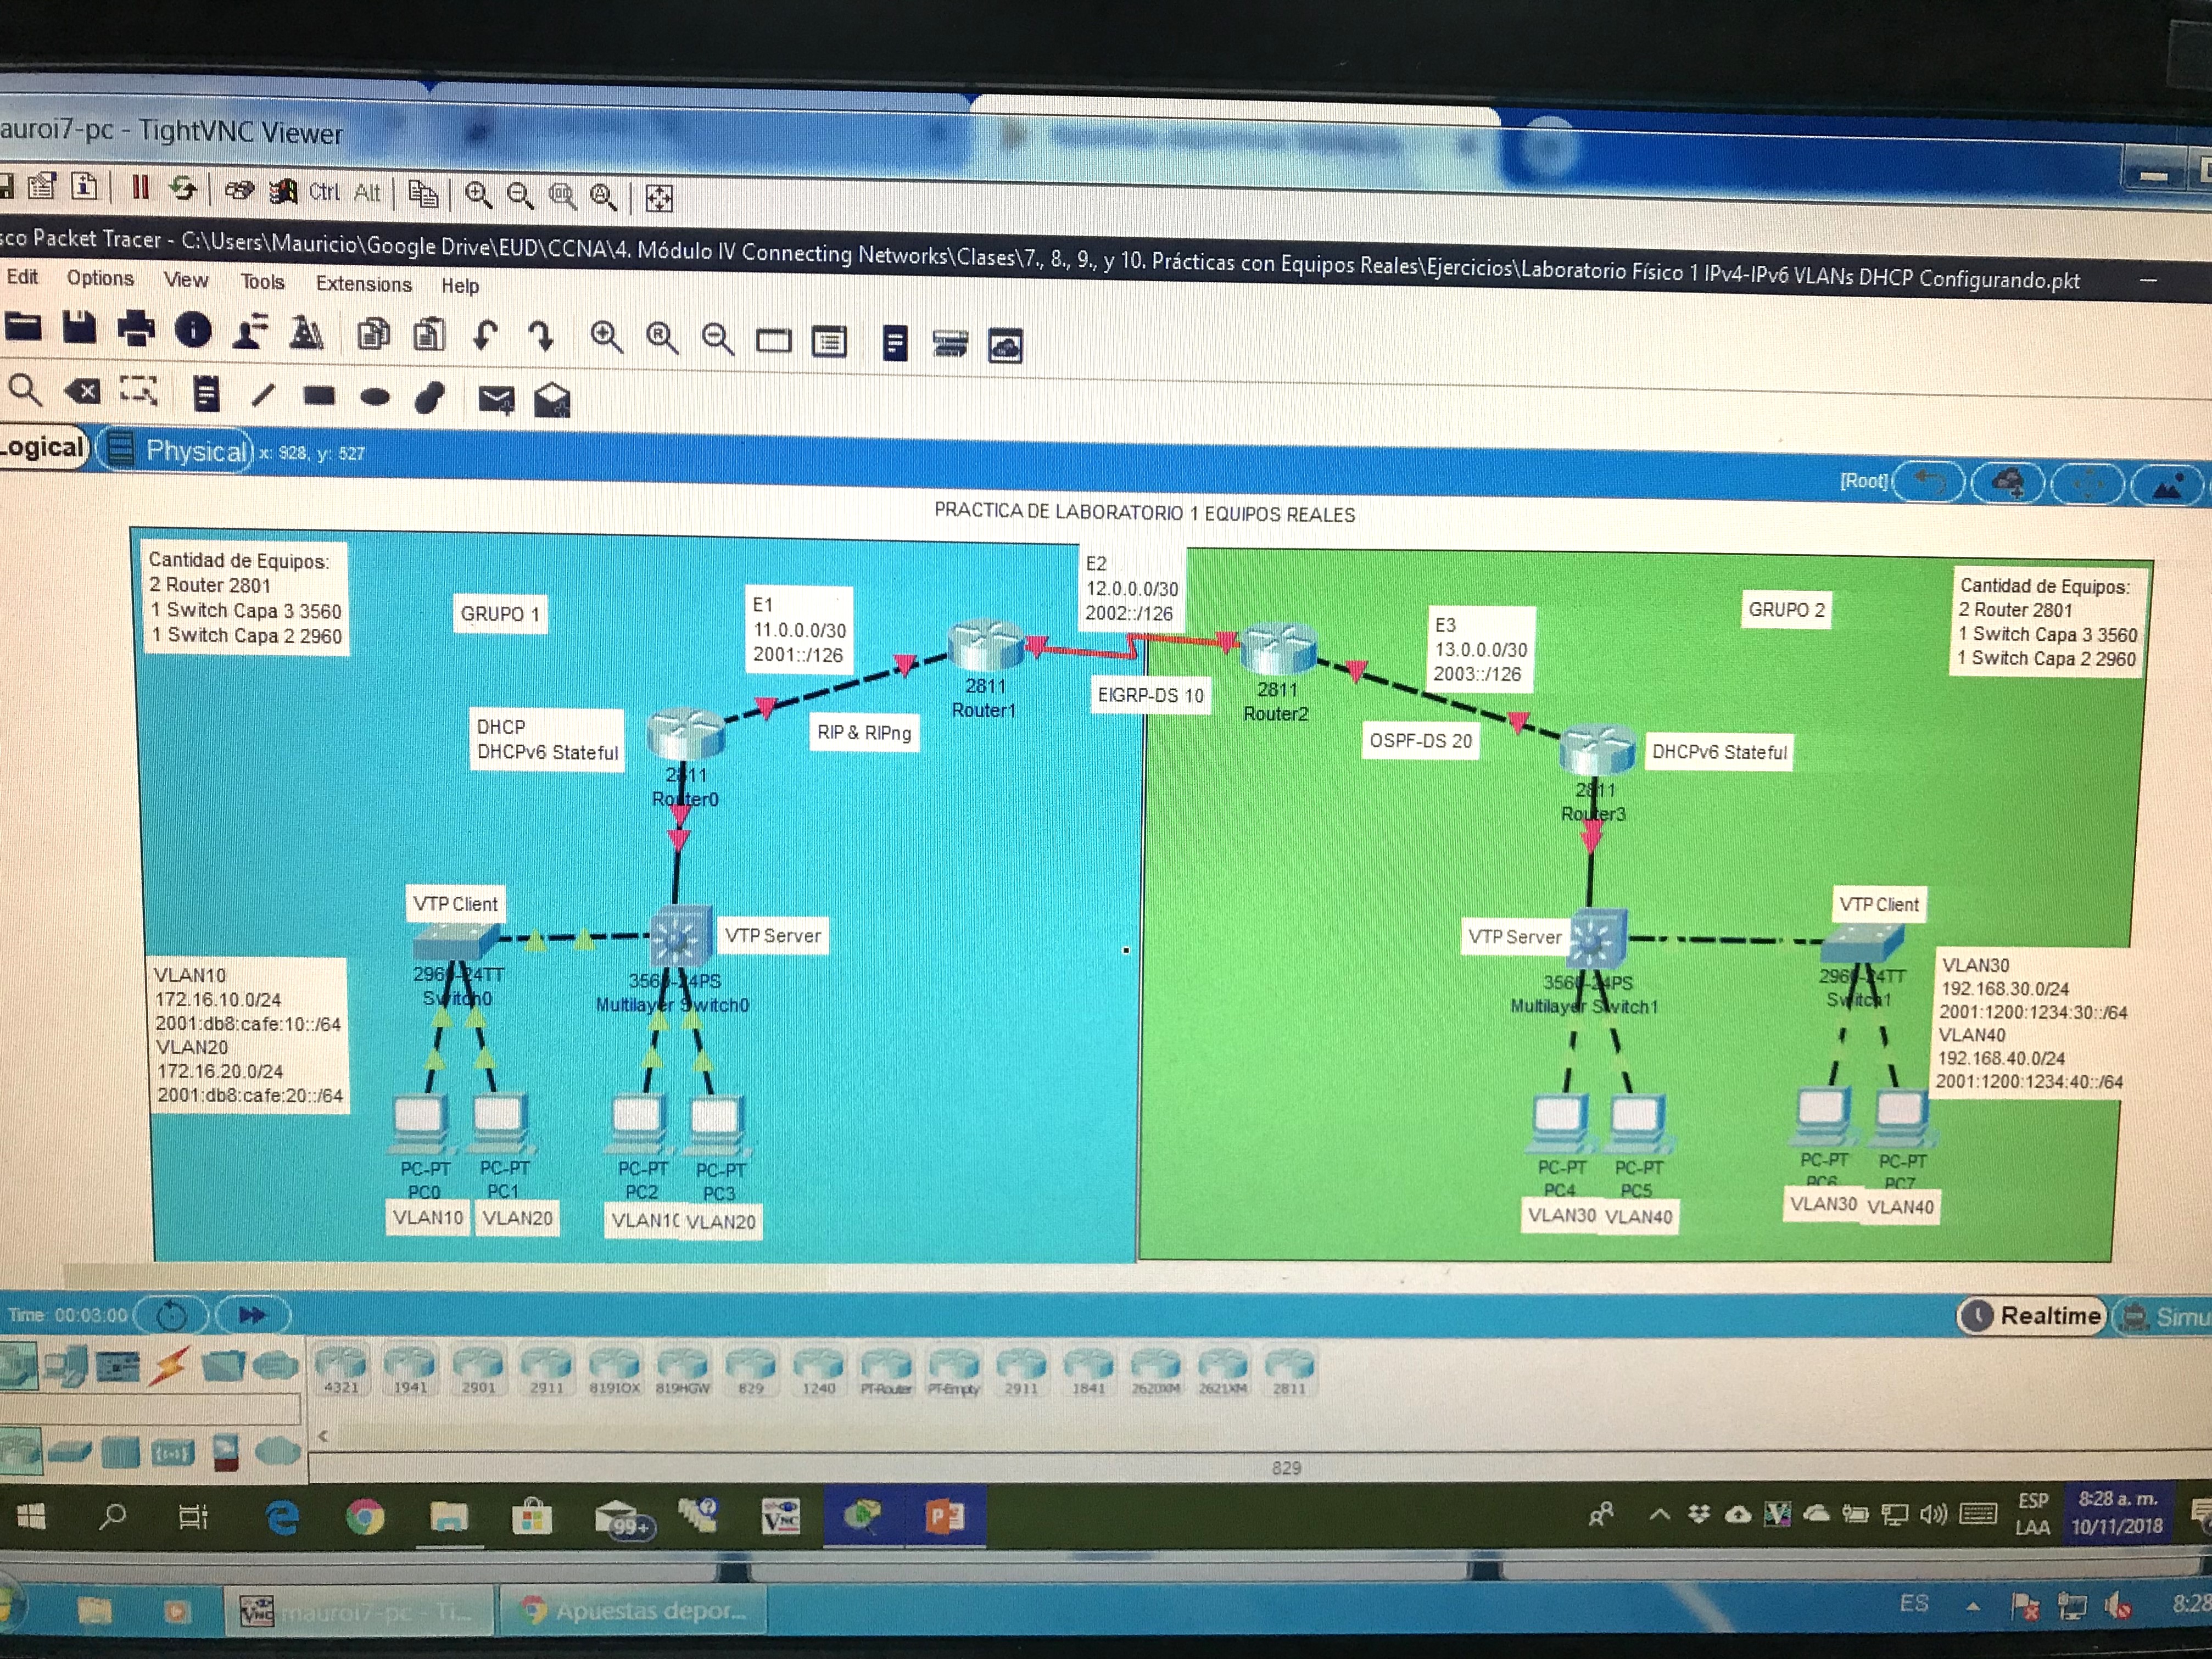 auroi7-pc - TightVNC Viewer
Ctrl Alt
sco Packet Tracer - C:\Users\Mauricio\Google Drive\EUD\CCNA\4. Módulo IV Connecting Networks\Clases\7., 8., 9., y 10. Prácticas con Equipos Reales\Ejercicios\Laboratorio Físico 1 IPv4-IPv6 VLANs DHCP Configurando.pkt
Edit Options View Tools Extensions Help
Logical Physical x: 928, y: 527
[Root]
PRACTICA DE LABORATORIO 1 EQUIPOS REALES
Cantidad de Equipos:
2 Router 2801
1 Switch Capa 3 3560
1 Switch Capa 2 2960
GRUPO 1
E1
11.0.0.0/30
2001::/126
E2
12.0.0.0/30
2002::/126
E3
13.0.0.0/30
2003::/126
GRUPO 2
Cantidad de Equipos:
2 Router 2801
1 Switch Capa 3 3560
1 Switch Capa 2 2960
2811
Router1
EIGRP-DS 10
2811
Router2
DHCP
DHCPv6 Stateful
RIP & RIPng
OSPF-DS 20
DHCPv6 Stateful
2811
Router0
2811
Router3
VTP Client
VTP Server
VTP Server
VTP Client
2960-24TT
Switch0
3560-24PS
Multilayer Switch0
3560-24PS
Multilayer Switch1
2960-24TT
Switch1
VLAN10
172.16.10.0/24
2001:db8:cafe:10::/64
VLAN20
172.16.20.0/24
2001:db8:cafe:20::/64
VLAN30
192.168.30.0/24
2001:1200:1234:30::/64
VLAN40
192.168.40.0/24
2001:1200:1234:40::/64
PC-PT
PC0
PC-PT
PC1
PC-PT
PC2
PC-PT
PC3
PC-PT
PC4
PC-PT
PC5
PC-PT
PC6
PC-PT
PC7
VLAN10 VLAN20 VLAN10 VLAN20 VLAN30 VLAN40 VLAN30 VLAN40
Time: 00:03:00
Realtime
Simu
4321 1941 2901 2911 819IOX 819HGW 829 1240 PT-Router PT-Empty 2911 1841 2620XM 2621XM 2811
829
99+
VNC
ESP
LAA
8:28 a. m.
10/11/2018
mauroi7-pc - Ti...
Apuestas depor...
ES
8:28